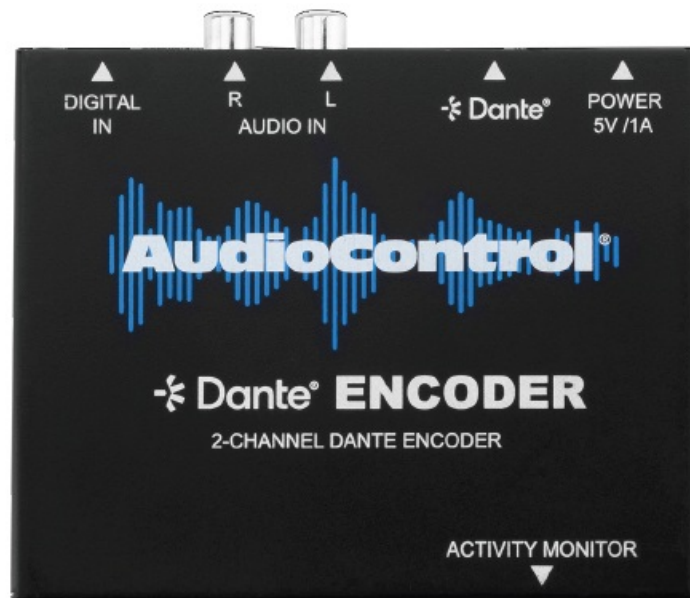 DIGITAL
IN
R
L
AUDIO IN
Dante®
POWER
5V /1A
AudioControl®
Dante® ENCODER
2-CHANNEL DANTE ENCODER
ACTIVITY MONITOR